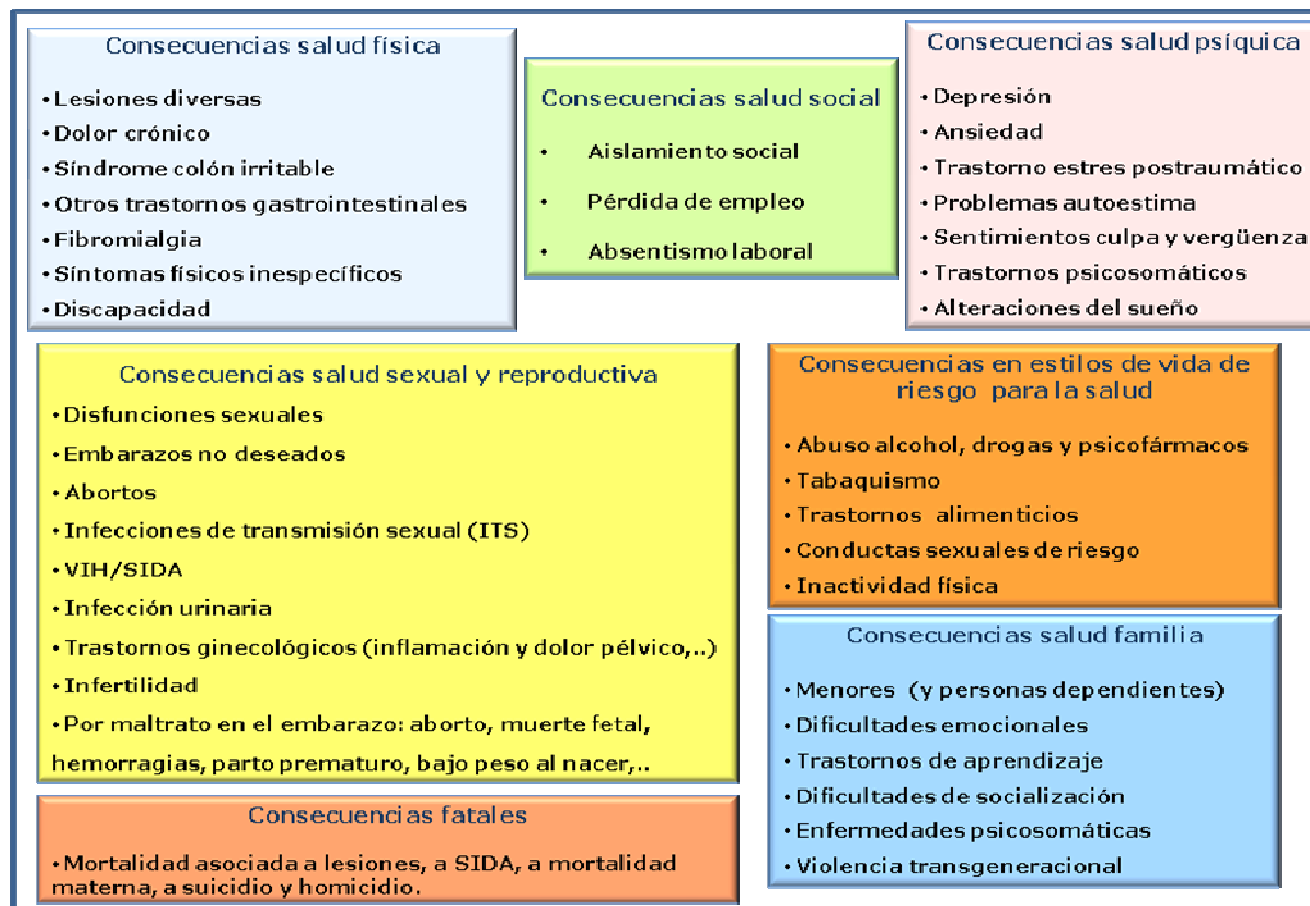 Consecuencias salud física
• Lesiones diversas
• Dolor crónico
• Síndrome colón irritable
• Otros trastornos gastrointestinales
• Fibromialgia
• Síntomas físicos inespecíficos
• Discapacidad
Consecuencias salud social
• Aislamiento social
• Pérdida de empleo
• Absentismo laboral
Consecuencias salud psíquica
• Depresión
• Ansiedad
• Trastorno estres postraumático
• Problemas autoestima
• Sentimientos culpa y vergüenza
• Trastornos psicosomáticos
• Alteraciones del sueño
Consecuencias salud sexual y reproductiva
• Disfunciones sexuales
• Embarazos no deseados
• Abortos
• Infecciones de transmisión sexual (ITS)
• VIH/SIDA
• Infección urinaria
• Trastornos ginecológicos (inflamación y dolor pélvico,..)
• Infertilidad
• Por maltrato en el embarazo: aborto, muerte fetal,
hemorragias, parto prematuro, bajo peso al nacer,..
Consecuencias en estilos de vida de
riesgo para la salud
• Abuso alcohol, drogas y psicofármacos
• Tabaquismo
• Trastornos alimenticios
• Conductas sexuales de riesgo
• Inactividad física
Consecuencias salud familia
• Menores (y personas dependientes)
• Dificultades emocionales
• Trastornos de aprendizaje
• Dificultades de socialización
• Enfermedades psicosomáticas
• Violencia transgeneracional
Consecuencias fatales
• Mortalidad asociada a lesiones, a SIDA, a mortalidad
materna, a suicidio y homicidio.